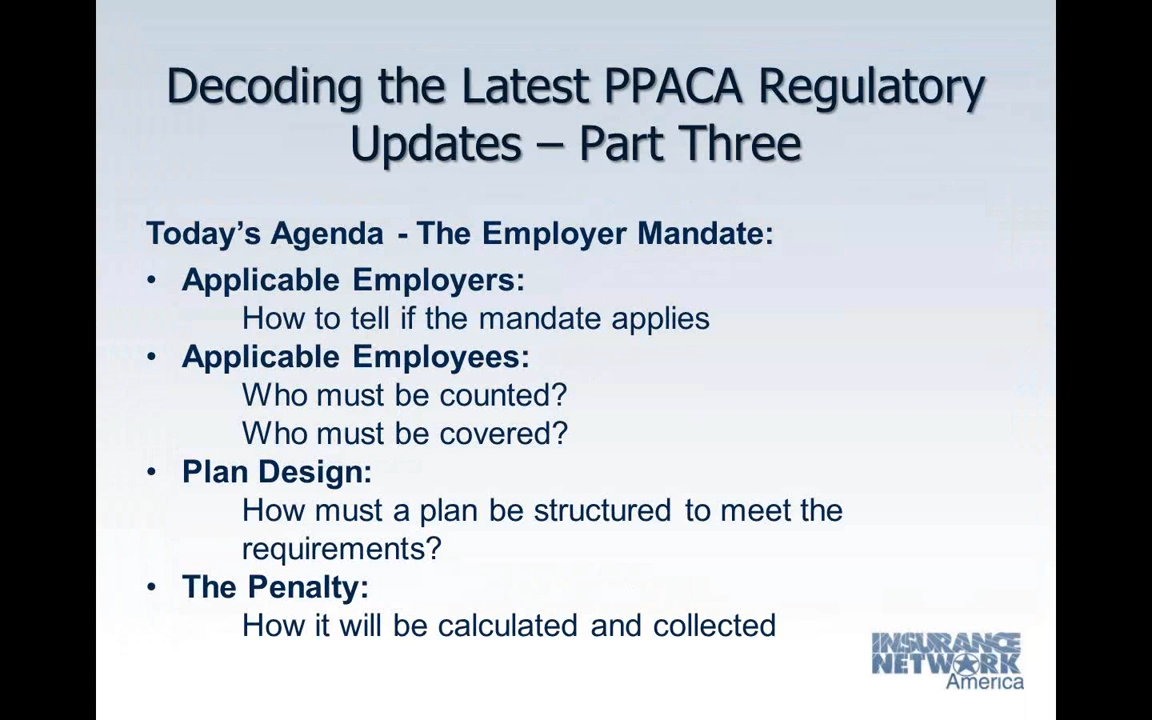 Decoding the Latest PPACA Regulatory
Updates – Part Three
Today’s Agenda - The Employer Mandate:
• Applicable Employers:
How to tell if the mandate applies
• Applicable Employees:
Who must be counted?
Who must be covered?
• Plan Design:
How must a plan be structured to meet the
requirements?
• The Penalty:
How it will be calculated and collected
INSURANCE
NETWORK
America